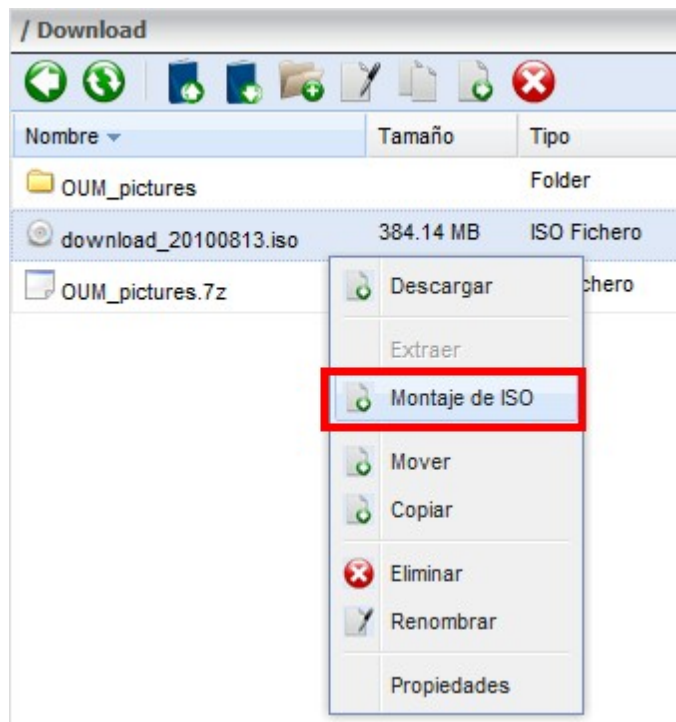 / Download
Nombre Tamaño Tipo
OUM_pictures Folder
download_20100813.iso 384.14 MB ISO Fichero
OUM_pictures.7z chero
Descargar
Extraer
Montaje de ISO
Mover
Copiar
Eliminar
Renombrar
Propiedades